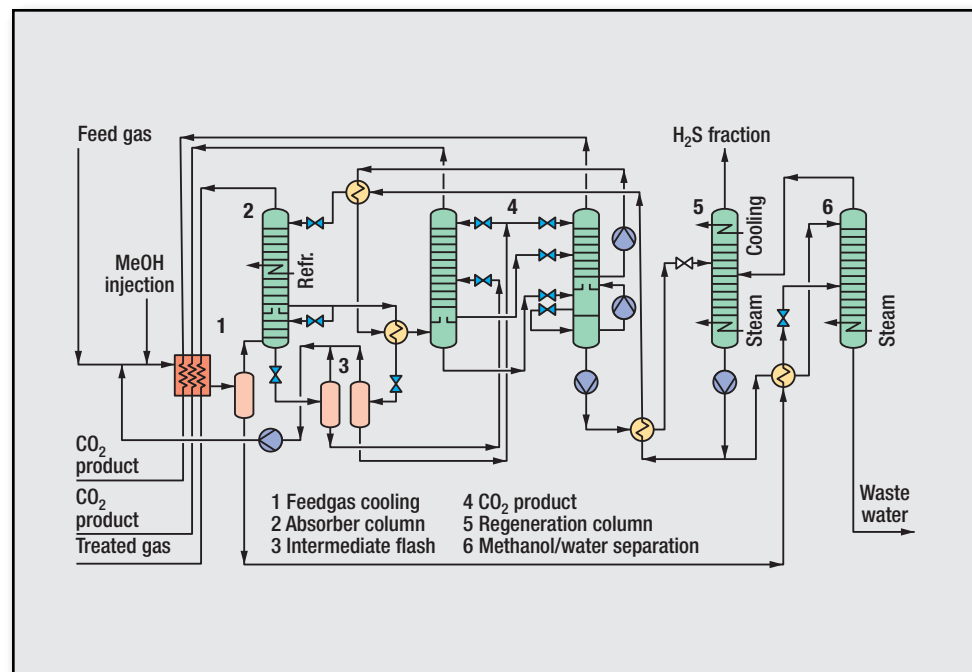 Feed gas
H₂S fraction
2
4
5
6
Cooling
Refr.
MeOH
injection
1
Steam
Steam
3
CO₂
product
CO₂
product
Treated gas
1 Feedgas cooling
2 Absorber column
3 Intermediate flash
4 CO₂ product
5 Regeneration column
6 Methanol/water separation
Waste
water